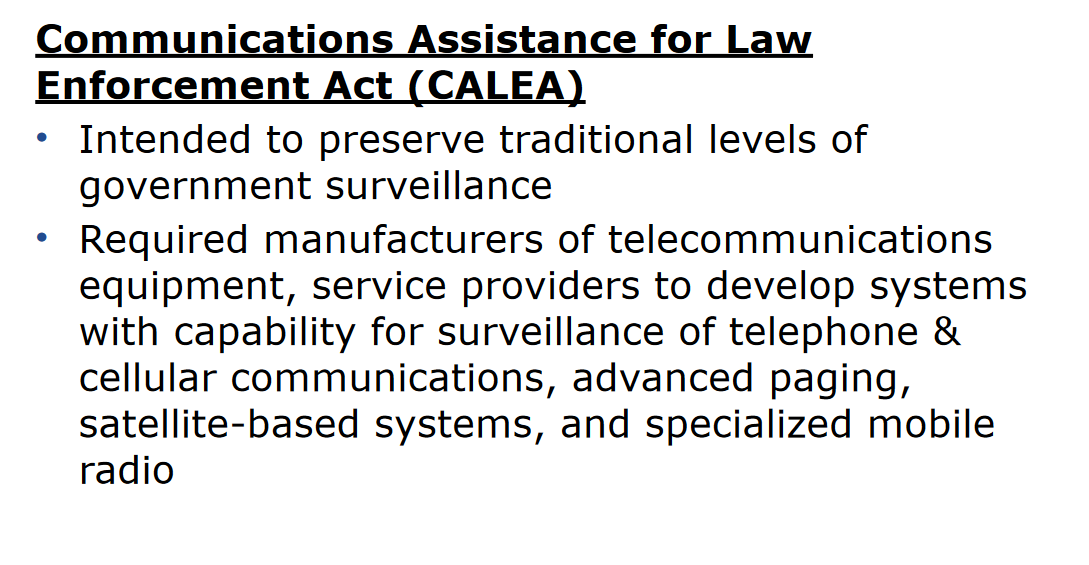 Communications Assistance for Law
Enforcement Act (CALEA)
• Intended to preserve traditional levels of
government surveillance
• Required manufacturers of telecommunications
equipment, service providers to develop systems
with capability for surveillance of telephone &
cellular communications, advanced paging,
satellite-based systems, and specialized mobile
radio